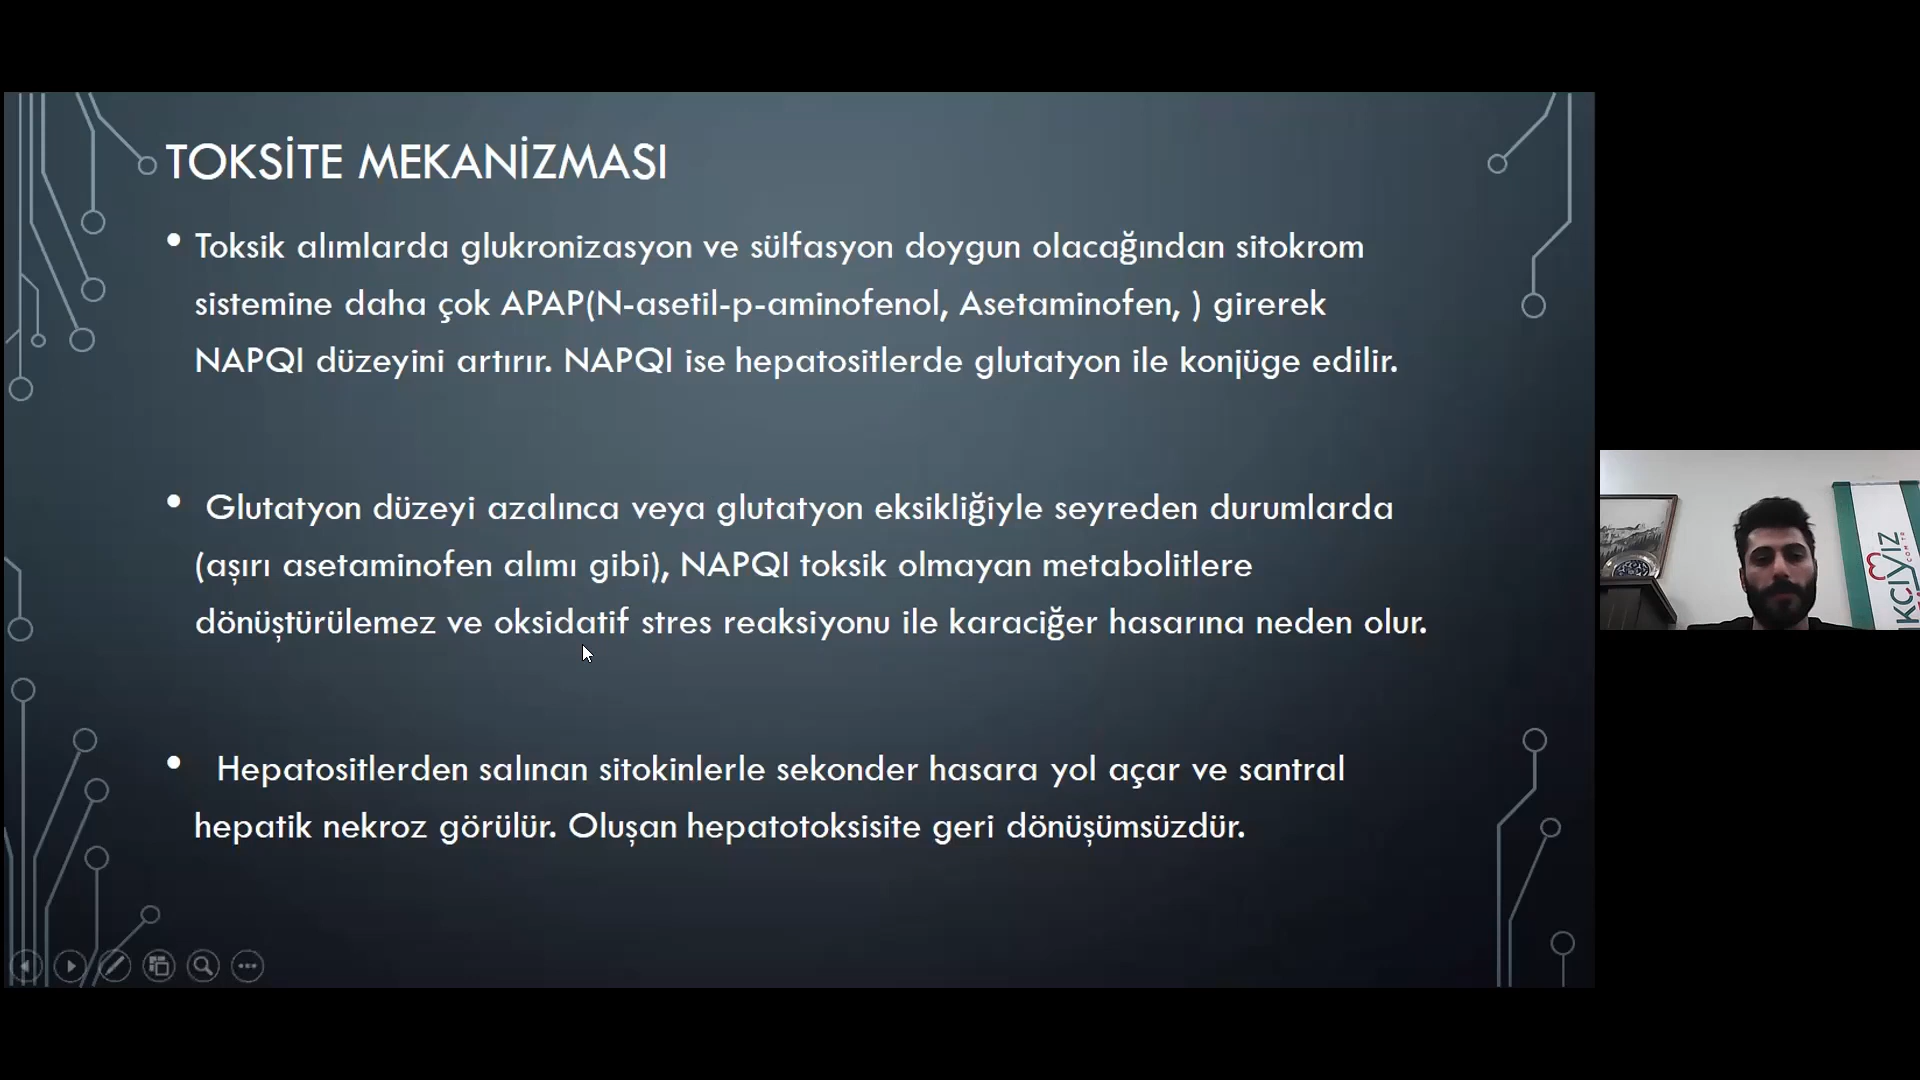 TOKSİTE MEKANİZMASI
• Toksik alımlarda glukronizasyon ve sülfasyon doygun olacağından sitokrom
sistemine daha çok APAP(N-asetil-p-aminofenol, Asetaminofen, ) girerek
NAPQI düzeyini artırır. NAPQI ise hepatositlerde glutatyon ile konjüge edilir.
• Glutatyon düzeyi azalınca veya glutatyon eksikliğiyle seyreden durumlarda
(aşırı asetaminofen alımı gibi), NAPQI toksik olmayan metabolitlere
dönüştürülemez ve oksidatif stres reaksiyonu ile karaciğer hasarına neden olur.
• Hepatositlerden salınan sitokinlerle sekonder hasara yol açar ve santral
hepatik nekroz görülür. Oluşan hepatotoksisite geri dönüşümsüzdür.